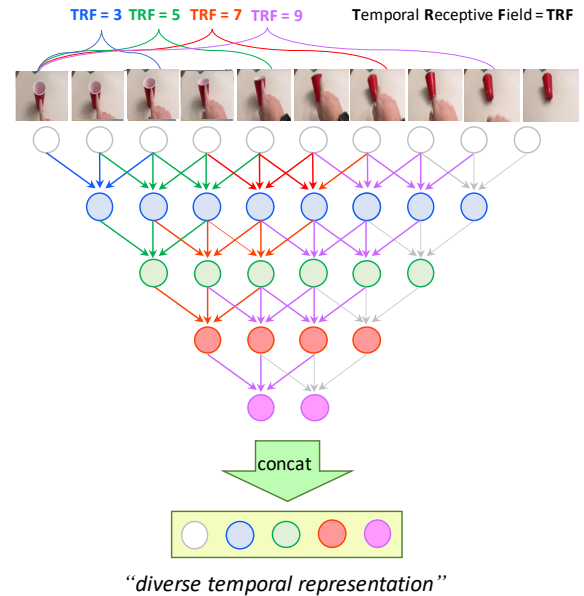 TRF = 3 TRF = 5 TRF = 7 TRF = 9 Temporal Receptive Field = TRF
concat
“diverse temporal representation”